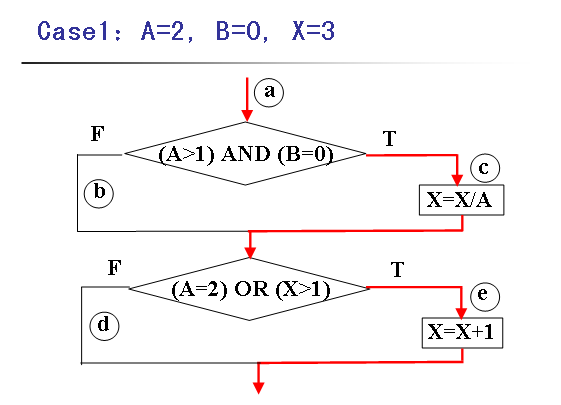 Case1：A=2, B=0, X=3
a
F
T
(A>1) AND (B=0)
c
b
X=X/A
F
T
(A=2) OR (X>1)
e
d
X=X+1